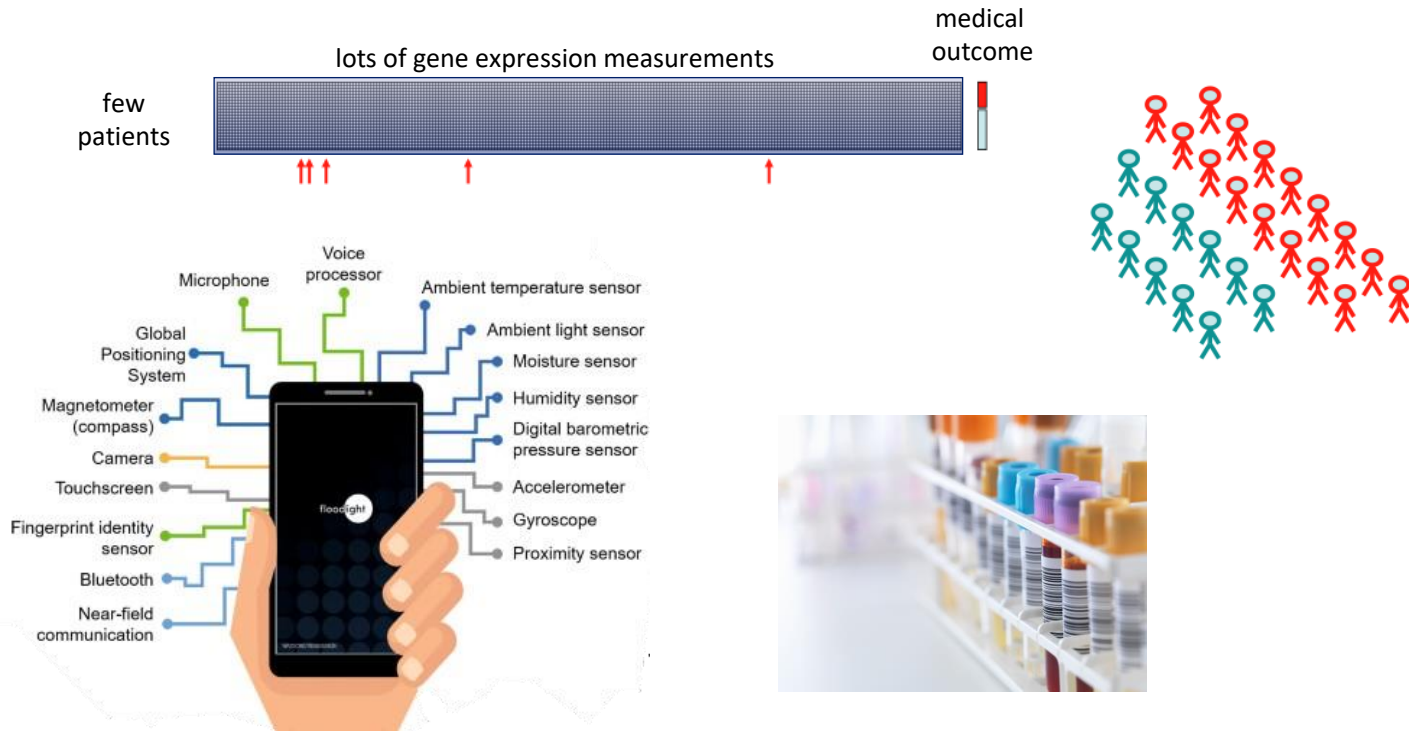 medical
outcome
lots of gene expression measurements
few
patients
Voice
processor
Microphone
Ambient temperature sensor
Global
Positioning
System
Ambient light sensor
Moisture sensor
Magnetometer
(compass)
Humidity sensor
Digital barometric
pressure sensor
Camera
Touchscreen
Accelerometer
floodlight
Gyroscope
Fingerprint identity
sensor
Proximity sensor
Bluetooth
Near-field
communication